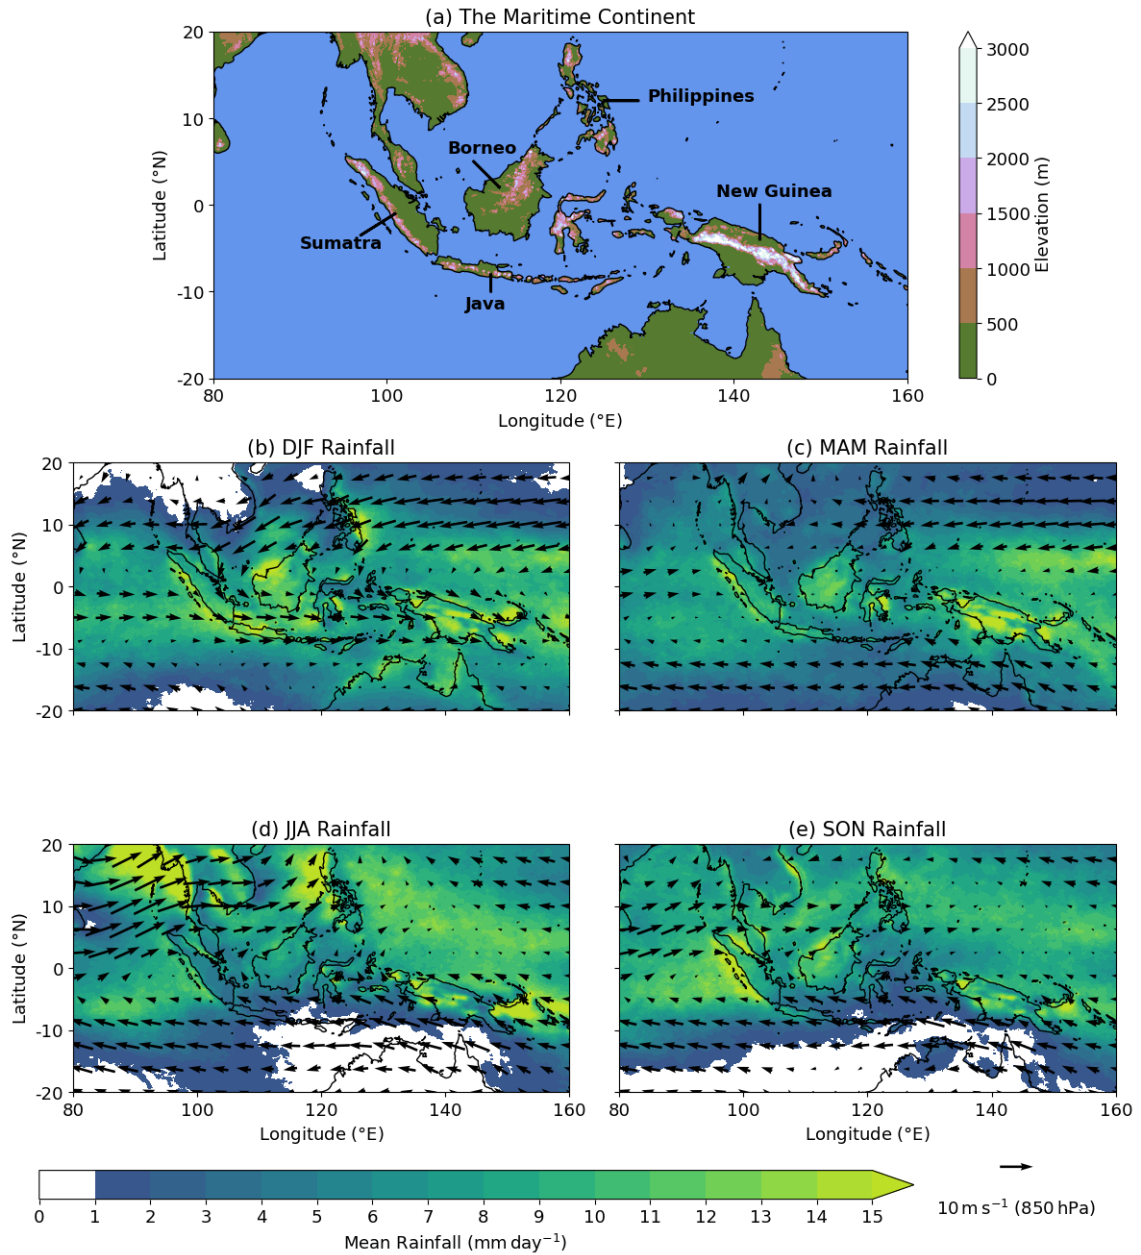 (a) The Maritime Continent
20
10
0
-10
-20
Latitude (°N)
80
100
120
140
160
Longitude (°E)
Philippines
Borneo
New Guinea
Sumatra
Java
3000
2500
2000
1500
1000
500
0
Elevation (m)
(b) DJF Rainfall
20
10
0
-10
-20
Latitude (°N)
(c) MAM Rainfall
(d) JJA Rainfall
20
10
0
-10
-20
Latitude (°N)
80
100
120
140
160
Longitude (°E)
(e) SON Rainfall
80
100
120
140
160
Longitude (°E)
0 1 2 3 4 5 6 7 8 9 10 11 12 13 14 15
Mean Rainfall (mm day⁻¹)
10 m s⁻¹ (850 hPa)